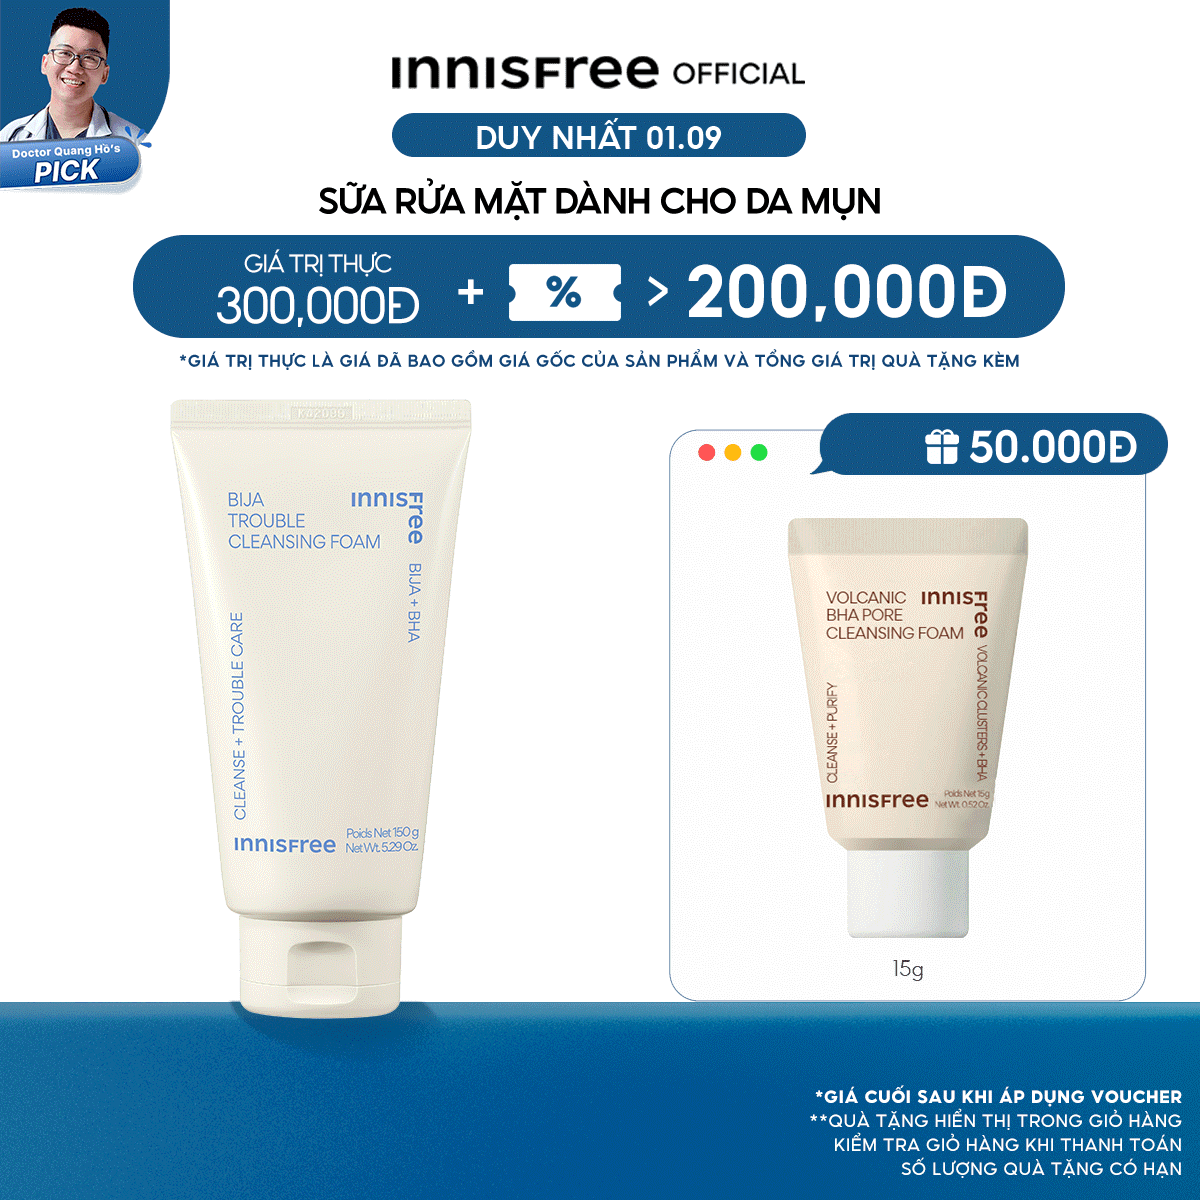 Doctor Quang Hồ's
PICK
innisfree OFFICIAL
DUY NHẤT 01.09
SỮA RỬA MẶT DÀNH CHO DA MỤN
GIÁ TRỊ THỰC
300,000Đ + % > 200,000Đ
*GIÁ TRỊ THỰC LÀ GIÁ ĐÃ BAO GỒM GIÁ GỐC CỦA SẢN PHẨM VÀ TỔNG GIÁ TRỊ QUÀ TẶNG KÈM
BIJA
TROUBLE
CLEANSING FOAM
innisfree
BIJA + BHA
CLEANSE + TROUBLE CARE
innisfree
Poids Net 150 g
Net Wt. 5.29 Oz.
50.000Đ
VOLCANIC
BHA PORE
CLEANSING FOAM
innisfree
VOLCANIC CLUSTERS + BHA
CLEANSE + PURIFY
innisfree
Poids Net 15g
Net Wt. 0.52 Oz.
15g
*GIÁ CUỐI SAU KHI ÁP DỤNG VOUCHER
**QUÀ TẶNG HIỂN THỊ TRONG GIỎ HÀNG
KIỂM TRA GIỎ HÀNG KHI THANH TOÁN
SỐ LƯỢNG QUÀ TẶNG CÓ HẠN